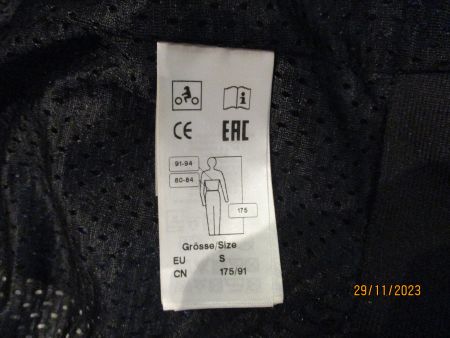 CE EAC
91-94
80-84
175
Grösse/Size
EU S
CN 175/91
29/11/2023